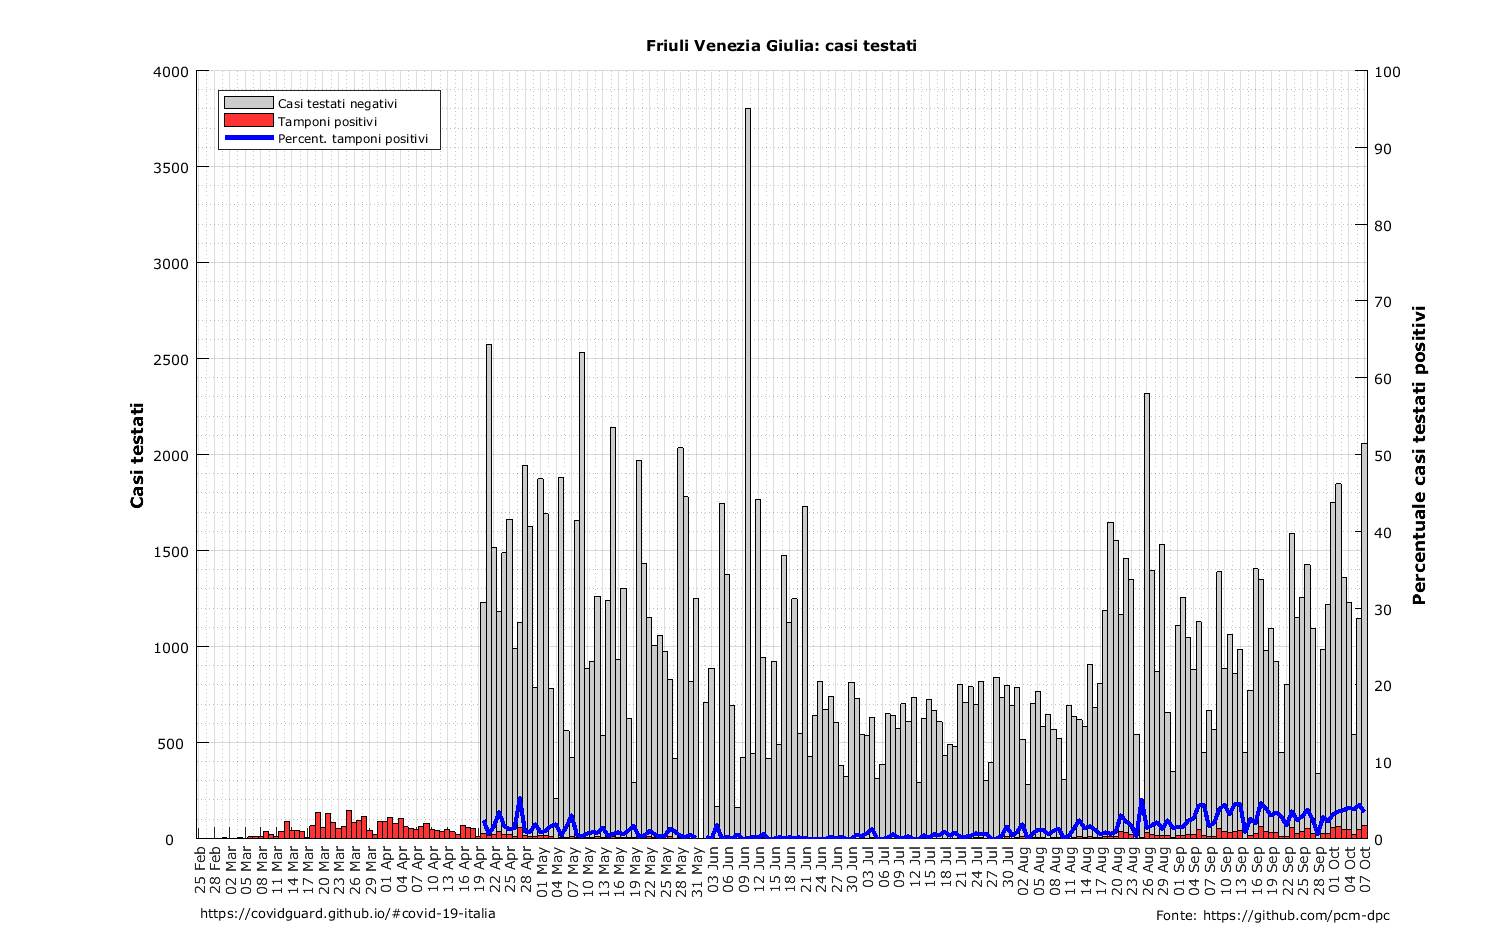 Friuli Venezia Giulia: casi testati
Casi testati negativi
Tamponi positivi
Percent. tamponi positivi
Casi testati
4000
3500
3000
2500
2000
1500
1000
500
0
100
90
80
70
60
50
40
30
20
10
0
Percentuale casi testati positivi
25 Feb
28 Feb
02 Mar
05 Mar
08 Mar
11 Mar
14 Mar
17 Mar
20 Mar
23 Mar
26 Mar
29 Mar
01 Apr
04 Apr
07 Apr
10 Apr
13 Apr
16 Apr
19 Apr
22 Apr
25 Apr
28 Apr
01 May
04 May
07 May
10 May
13 May
16 May
19 May
22 May
25 May
28 May
31 May
03 Jun
06 Jun
09 Jun
12 Jun
15 Jun
18 Jun
21 Jun
24 Jun
27 Jun
30 Jun
03 Jul
06 Jul
09 Jul
12 Jul
15 Jul
18 Jul
21 Jul
24 Jul
27 Jul
30 Jul
02 Aug
05 Aug
08 Aug
11 Aug
14 Aug
17 Aug
20 Aug
23 Aug
26 Aug
29 Aug
01 Sep
04 Sep
07 Sep
10 Sep
13 Sep
16 Sep
19 Sep
22 Sep
25 Sep
28 Sep
01 Oct
04 Oct
07 Oct
https://covidguard.github.io/#covid-19-italia
Fonte: https://github.com/pcm-dpc